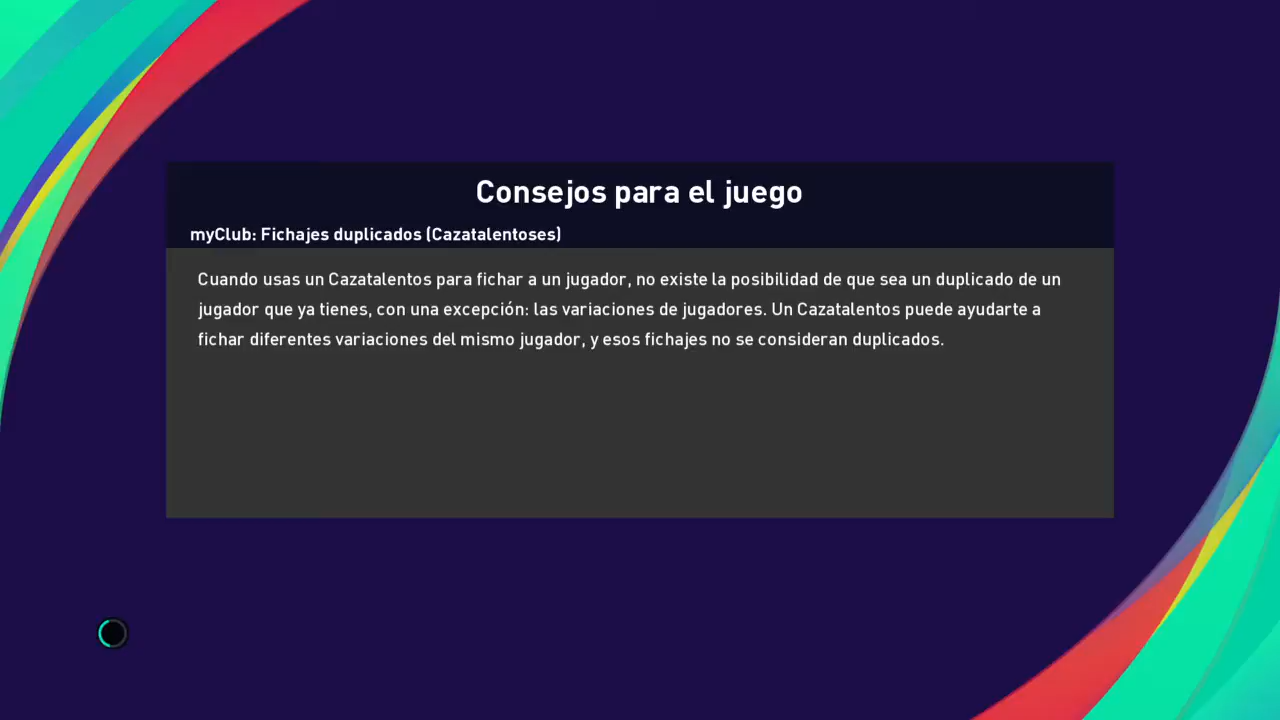 Consejos para el juego
myClub: Fichajes duplicados (Cazatalentoses)
Cuando usas un Cazatalentos para fichar a un jugador, no existe la posibilidad de que sea un duplicado de un
jugador que ya tienes, con una excepción: las variaciones de jugadores. Un Cazatalentos puede ayudarte a
fichar diferentes variaciones del mismo jugador, y esos fichajes no se consideran duplicados.